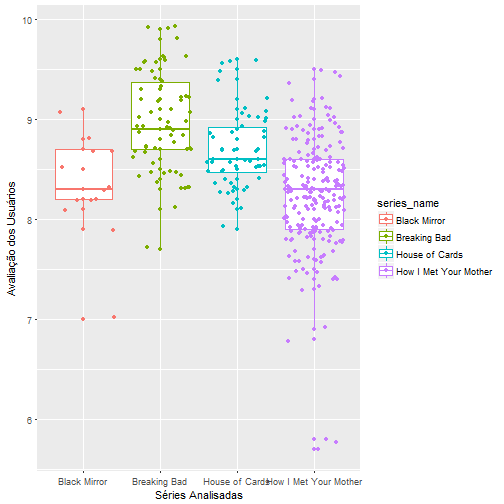 10
9
8
7
6
Avaliação dos Usuários
Black Mirror
Breaking Bad
House of Cards
How I Met Your Mother
Séries Analisadas
series_name
Black Mirror
Breaking Bad
House of Cards
How I Met Your Mother